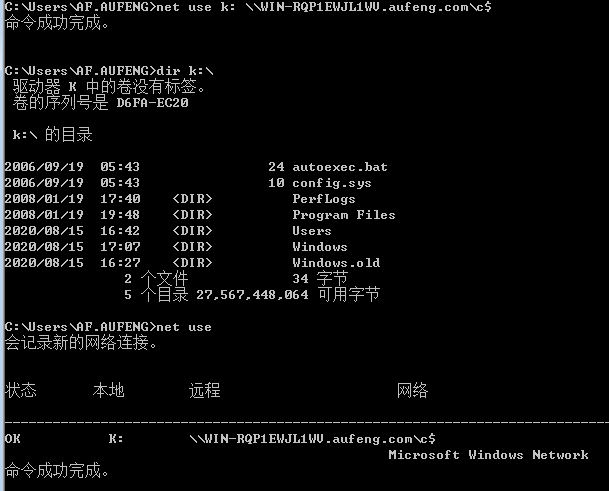 C:\Users\AF.AUFENG>net use k: \\WIN-RQP1EWJL1WV.aufeng.com\c$
命令成功完成。
C:\Users\AF.AUFENG>dir k:\
驱动器 K 中的卷没有标签。
卷的序列号是 D6FA-EC20
k:\ 的目录
2006/09/19  05:43                24 autoexec.bat
2006/09/19  05:43                10 config.sys
2008/01/19  17:40    <DIR>          PerfLogs
2008/01/19  19:48    <DIR>          Program Files
2020/08/15  16:42    <DIR>          Users
2020/08/15  17:07    <DIR>          Windows
2020/08/15  16:27    <DIR>          Windows.old
2 个文件             34 字节
5 个目录 27,567,448,064 可用字节
C:\Users\AF.AUFENG>net use
会记录新的网络连接。
状态       本地        远程                      网络
-------------------------------------------------------------------------------
OK           K:        \\WIN-RQP1EWJL1WV.aufeng.com\c$
Microsoft Windows Network
命令成功完成。